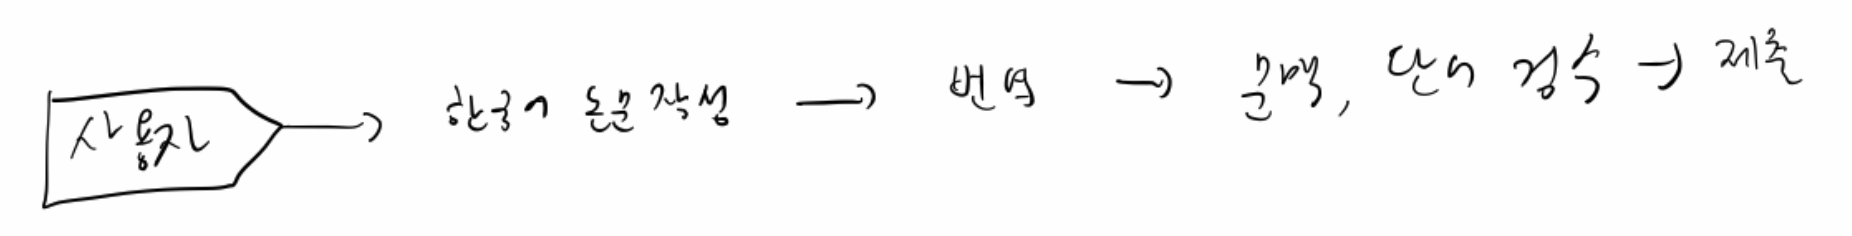 사용자 → 한국어 논문 작성 → 번역 → 문맥, 단어 검수 → 제출